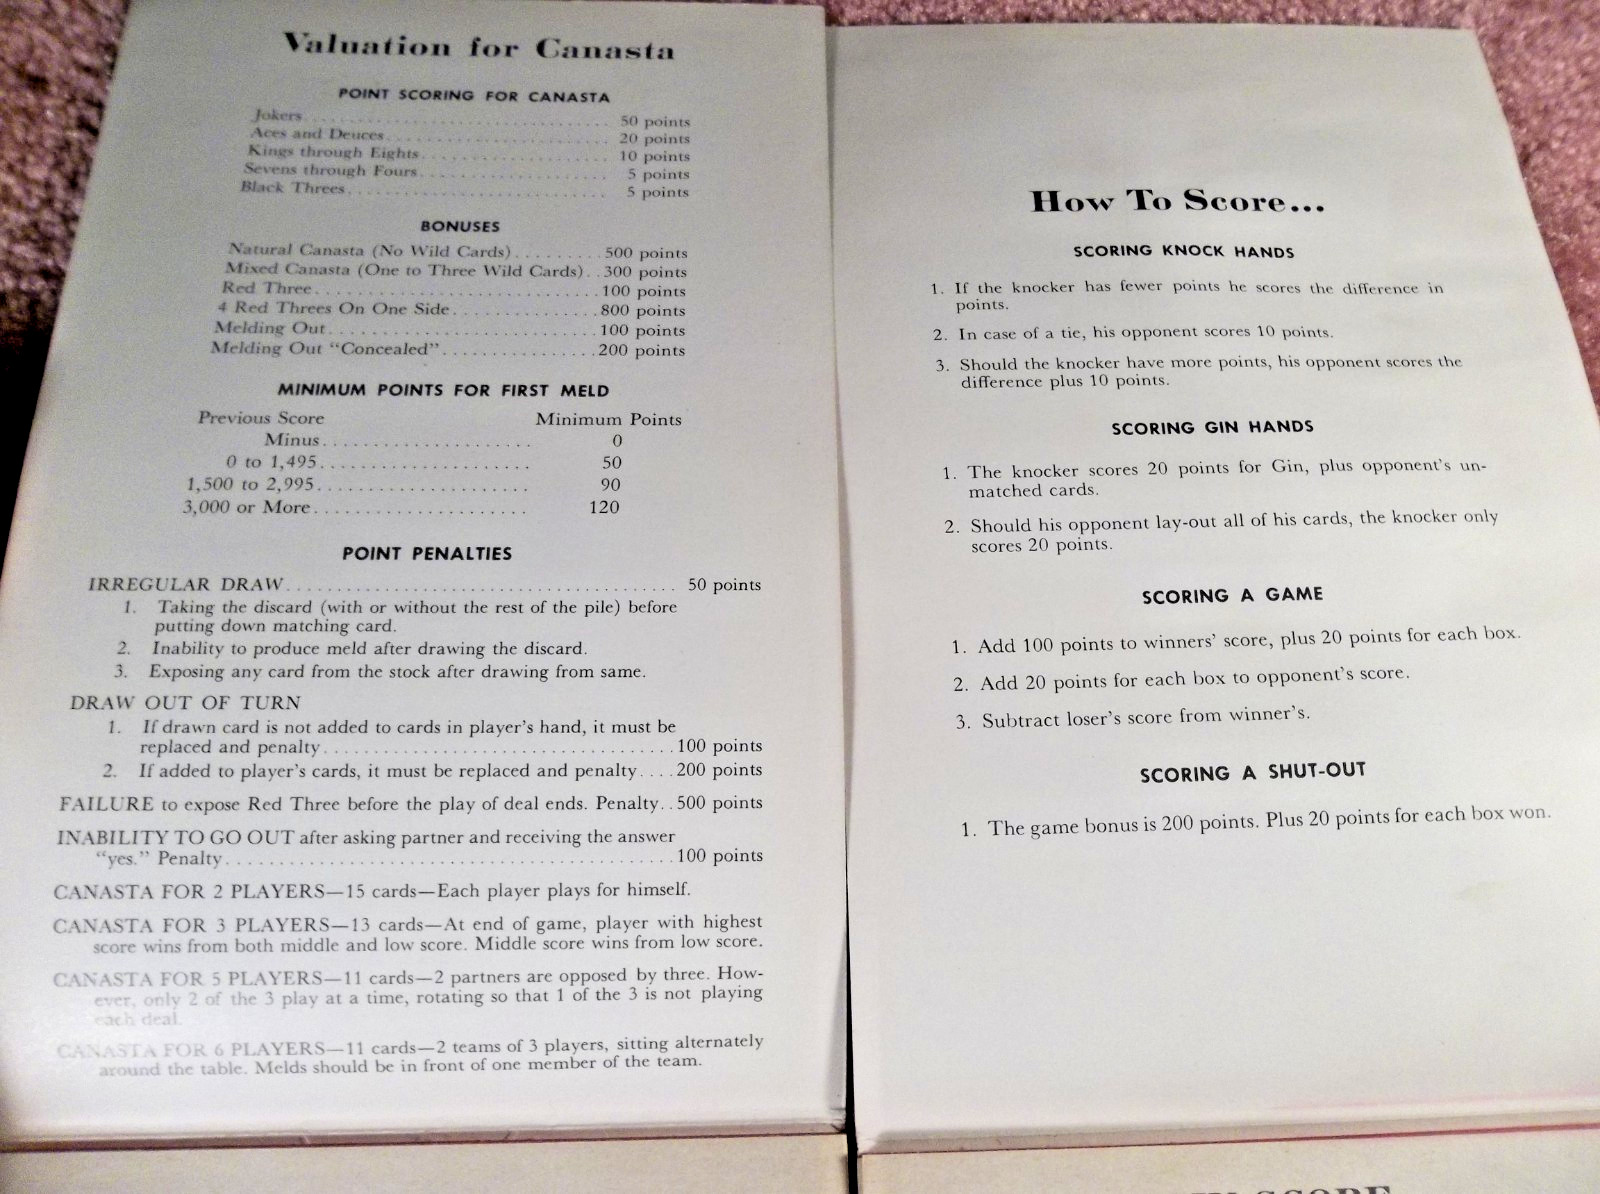 Valuation for Canasta
POINT SCORING FOR CANASTA
Jokers........................................50 points
Aces and Deuces..............................20 points
Kings through Eights.........................10 points
Sevens through Fours.........................5 points
Black Threes.................................5 points
BONUSES
Natural Canasta (No Wild Cards).........500 points
Mixed Canasta (One to Three Wild Cards)..300 points
Red Three..............................100 points
4 Red Threes On One Side...............800 points
Melding Out............................100 points
Melding Out "Concealed"................200 points
MINIMUM POINTS FOR FIRST MELD
Previous Score Minimum Points
Minus..................... 0
0 to 1,495..................... 50
1,500 to 2,995..................... 90
3,000 or More..................... 120
POINT PENALTIES
IRREGULAR DRAW........................................ 50 points
1. Taking the discard (with or without the rest of the pile) before
putting down matching card.
2. Inability to produce meld after drawing the discard.
3. Exposing any card from the stock after drawing from same.
DRAW OUT OF TURN
1. If drawn card is not added to cards in player's hand, it must be
replaced and penalty...................................100 points
2. If added to player's cards, it must be replaced and penalty....200 points
FAILURE to expose Red Three before the play of deal ends. Penalty..500 points
INABILITY TO GO OUT after asking partner and receiving the answer
"yes." Penalty.............................................100 points
CANASTA FOR 2 PLAYERS—15 cards—Each player plays for himself.
CANASTA FOR 3 PLAYERS—13 cards—At end of game, player with highest
score wins from both middle and low score. Middle score wins from low score.
CANASTA FOR 5 PLAYERS—11 cards—2 partners are opposed by three. How-
ever, only 2 of the 3 play at a time, rotating so that 1 of the 3 is not playing
each deal.
CANASTA FOR 6 PLAYERS—11 cards—2 teams of 3 players, sitting alternately
around the table. Melds should be in front of one member of the team.
How To Score...
SCORING KNOCK HANDS
1. If the knocker has fewer points he scores the difference in
points.
2. In case of a tie, his opponent scores 10 points.
3. Should the knocker have more points, his opponent scores the
difference plus 10 points.
SCORING GIN HANDS
1. The knocker scores 20 points for Gin, plus opponent's un-
matched cards.
2. Should his opponent lay-out all of his cards, the knocker only
scores 20 points.
SCORING A GAME
1. Add 100 points to winners' score, plus 20 points for each box.
2. Add 20 points for each box to opponent's score.
3. Subtract loser's score from winner's.
SCORING A SHUT-OUT
1. The game bonus is 200 points. Plus 20 points for each box won.
SCORE